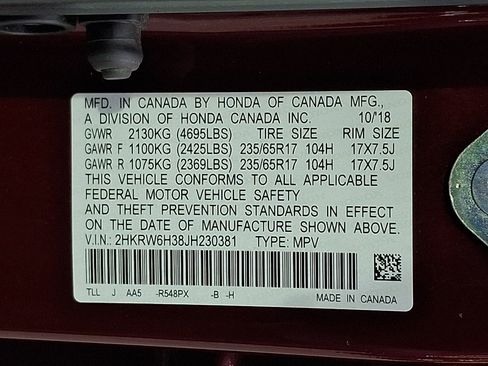 MFD. IN CANADA BY HONDA OF CANADA MFG.,
A DIVISION OF HONDA CANADA INC. 10/'18
GVWR 2130KG (4695LBS) TIRE SIZE RIM SIZE
GAWR F 1100KG (2425LBS) 235/65R17 104H 17X7.5J
GAWR R 1075KG (2369LBS) 235/65R17 104H 17X7.5J
THIS VEHICLE CONFORMS TO ALL APPLICABLE
FEDERAL MOTOR VEHICLE SAFETY
AND THEFT PREVENTION STANDARDS IN EFFECT
ON THE DATE OF MANUFACTURE SHOWN ABOVE.
V.I.N.: 2HKRW6H38JH230381 TYPE: MPV
TLL J AA5 -R548PX -B -H
MADE IN CANADA